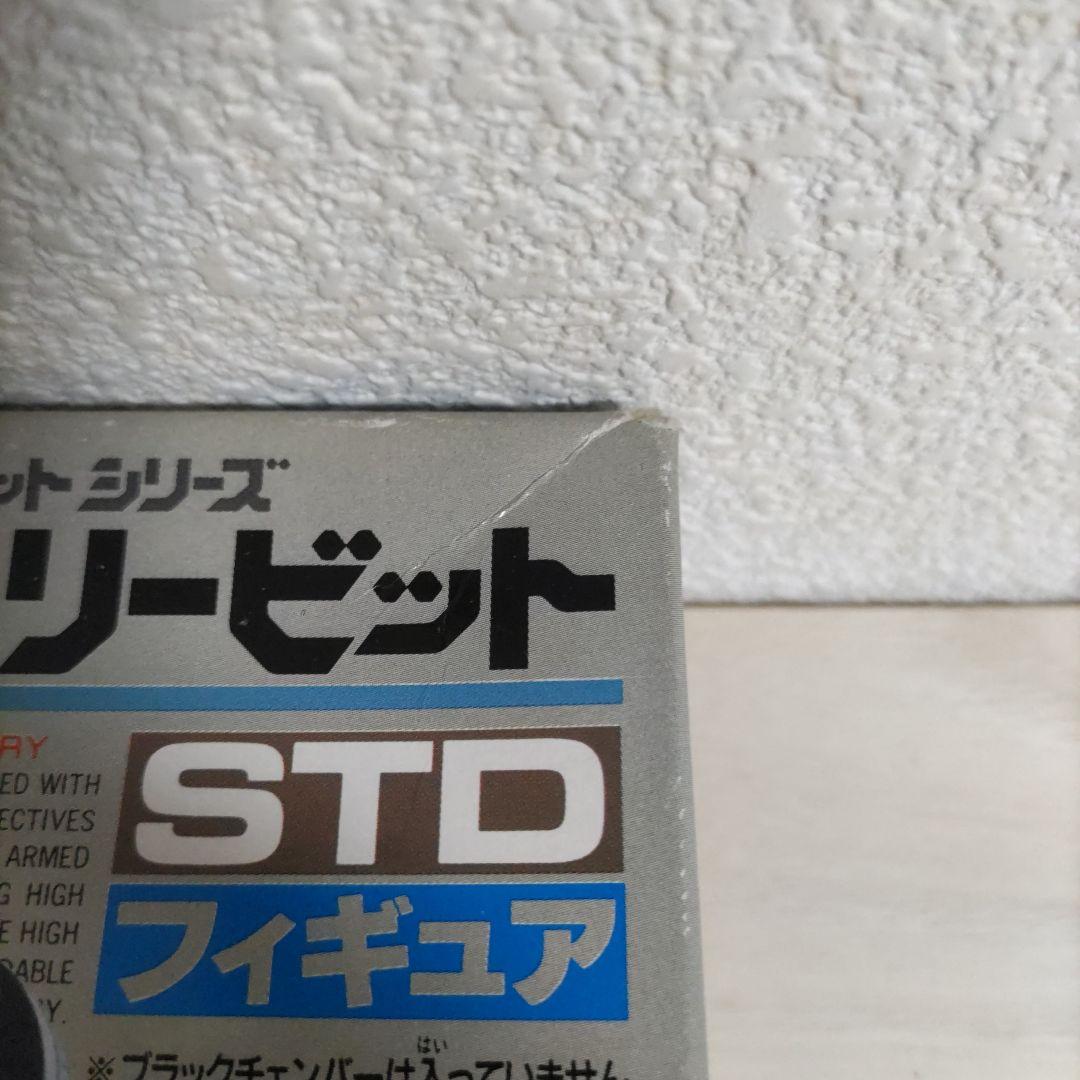 ット シリーズ
リービット
RY
STD
ED WITH
ECTIVES
ARMED
G HIGH
E HIGH
ABLE
Y.
フィギュア
はい
※ブラックチェンバーは入っていません